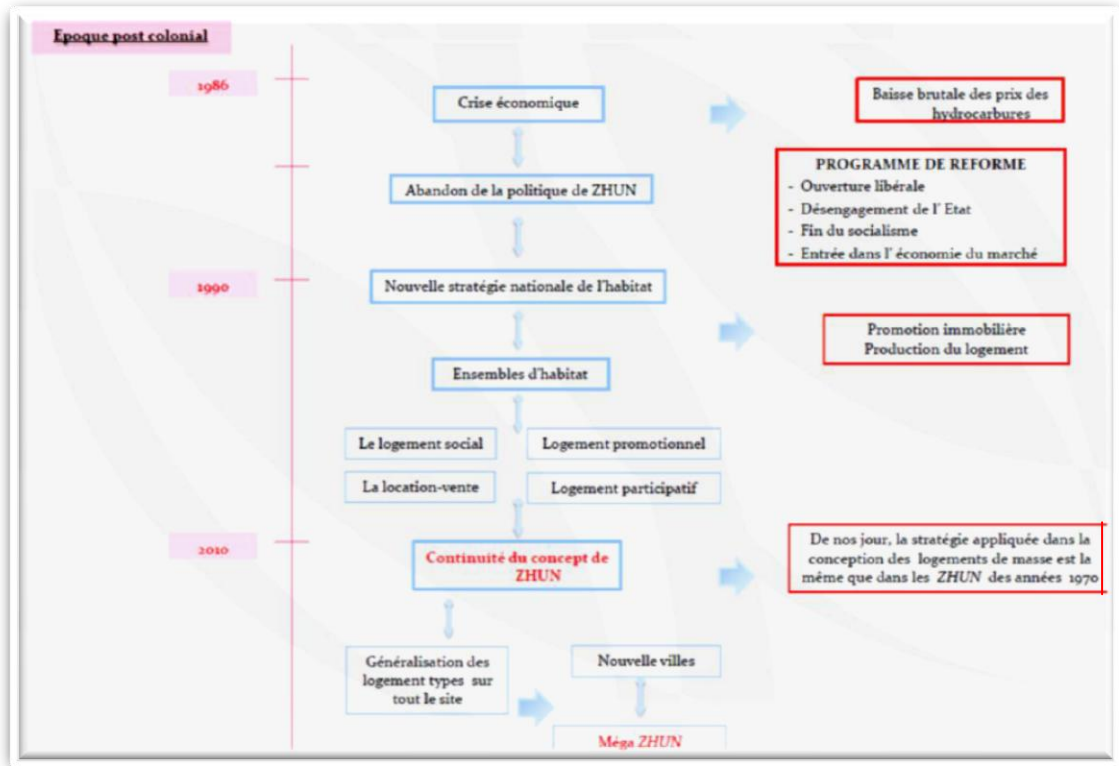 Epoque post colonial
1986
Crise économique
Baisse brutale des prix des
hydrocarbures
Abandon de la politique de ZHUN
PROGRAMME DE REFORME
- Ouverture libérale
- Désengagement de l' Etat
- Fin du socialisme
- Entrée dans l' économie du marché
1990
Nouvelle stratégie nationale de l'habitat
Promotion immobilière
Production du logement
Ensembles d'habitat
Le logement social
Logement promotionnel
La location-vente
Logement participatif
2010
Continuité du concept de
ZHUN
De nos jour, la stratégie appliquée dans la
conception des logements de masse est la
même que dans les ZHUN des années 1970
Généralisation des
logement types sur
tout le site
Nouvelle villes
Méga ZHUN